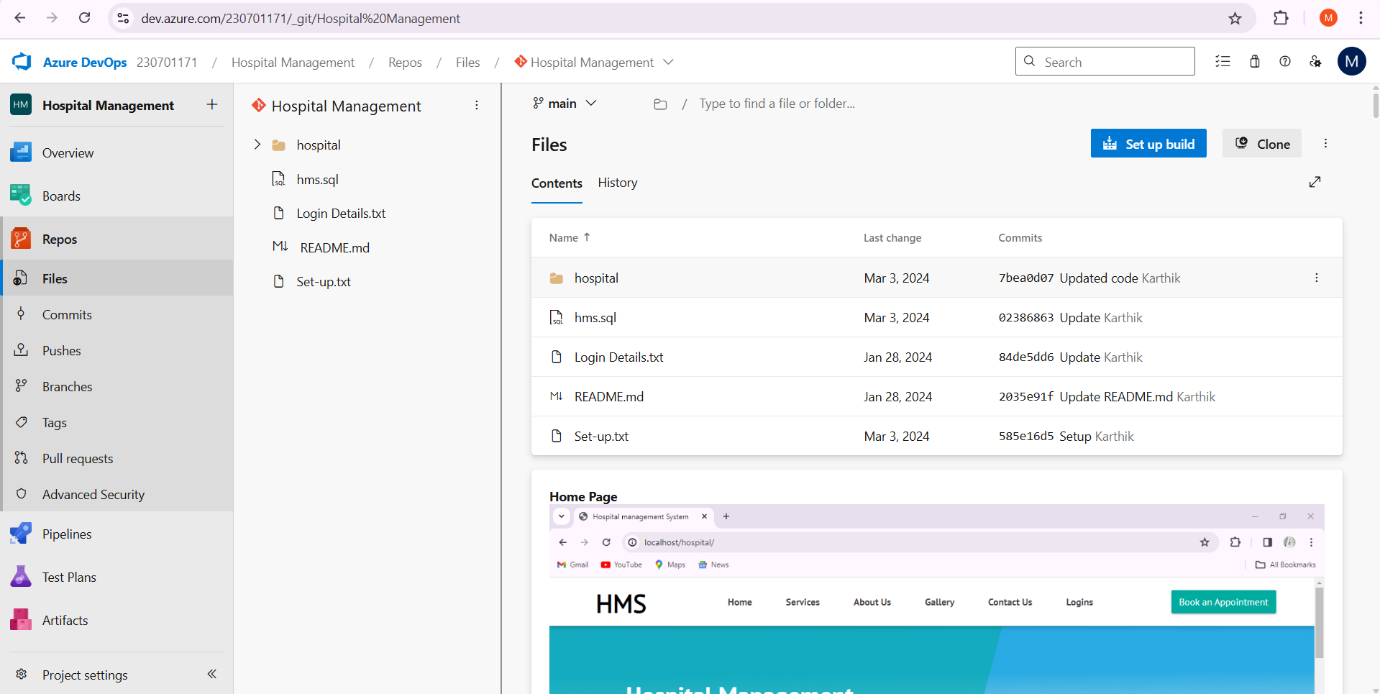 dev.azure.com/230701171/_git/Hospital%20Management
M
Azure DevOps 230701171 / Hospital Management / Repos / Files / Hospital Management
Search
M
HM Hospital Management +
Overview
Boards
Repos
Files
Commits
Pushes
Branches
Tags
Pull requests
Advanced Security
Pipelines
Test Plans
Artifacts
Project settings
Hospital Management
hospital
hms.sql
Login Details.txt
README.md
Set-up.txt
main / Type to find a file or folder...
Files Set up build Clone
Contents History
Name ↑ Last change Commits
hospital Mar 3, 2024 7bea0d07 Updated code Karthik
hms.sql Mar 3, 2024 02386863 Update Karthik
Login Details.txt Jan 28, 2024 84de5dd6 Update Karthik
README.md Jan 28, 2024 2035e91f Update README.md Karthik
Set-up.txt Mar 3, 2024 585e16d5 Setup Karthik
Home Page
Hospital management System
localhost/hospital/
Gmail YouTube Maps News All Bookmarks
HMS Home Services About Us Gallery Contact Us Logins Book an Appointment
Hospital Management